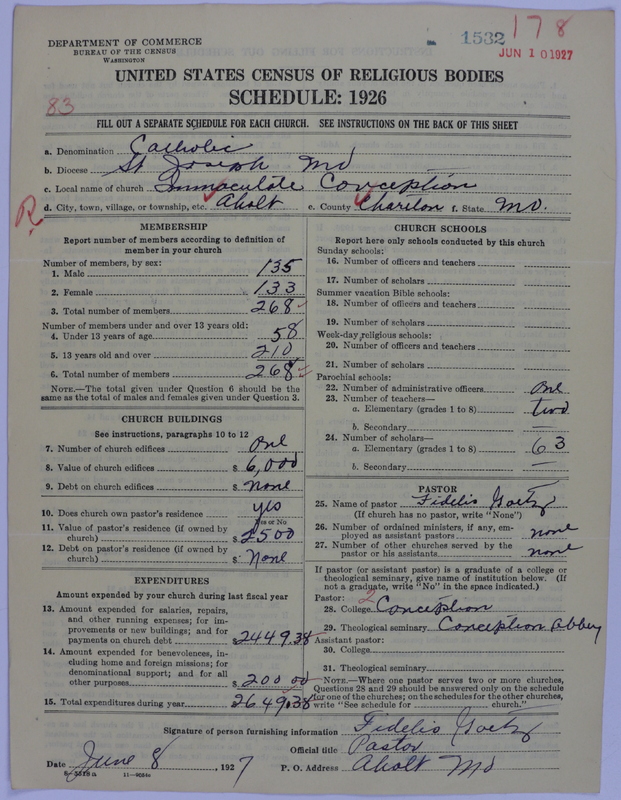 178
1532
JUN 10 1927
DEPARTMENT OF COMMERCE
BUREAU OF THE CENSUS
WASHINGTON
UNITED STATES CENSUS OF RELIGIOUS BODIES
SCHEDULE: 1926
83
FILL OUT A SEPARATE SCHEDULE FOR EACH CHURCH. SEE INSTRUCTIONS ON THE BACK OF THIS SHEET
a. Denomination Catholic
b. Diocese St Joseph Mo
c. Local name of church Immaculate Conception
R
d. City, town, village, or township, etc. Aholt e. County Chariton f. State Mo.
MEMBERSHIP
Report number of members according to definition of
member in your church
Number of members, by sex:
1. Male 135
2. Female 133
3. Total number of members 268
Number of members under and over 13 years old:
4. Under 13 years of age 58
5. 13 years old and over 210
6. Total number of members 268
NOTE.—The total given under Question 6 should be
same as the total of males and females given under Question 3.
CHURCH BUILDINGS
See instructions, paragraphs 10 to 12
7. Number of church edifices One
8. Value of church edifices $ 6,000
9. Debt on church edifices $ None
10. Does church own pastor's residence yes
Yes or No
11. Value of pastor's residence (if owned by
church) $ 2500
12. Debt on pastor's residence (if owned by
church) $ None
EXPENDITURES
Amount expended by your church during last fiscal year
13. Amount expended for salaries, repairs,
and other running expenses; for im-
provements or new buildings; and for
payments on church debt $ 2449.38
14. Amount expended for benevolences, in-
cluding home and foreign missions; for
denominational support; and for all
other purposes $ 200 00
15. Total expenditures during year 2649.38
CHURCH SCHOOLS
Report here only schools conducted by this church
Sunday schools:
16. Number of officers and teachers
17. Number of scholars
Summer vacation Bible schools:
18. Number of officers and teachers
19. Number of scholars
Week-day religious schools:
20. Number of officers and teachers
21. Number of scholars
Parochial schools:
22. Number of administrative officers One
23. Number of teachers—
a. Elementary (grades 1 to 8) two
b. Secondary —
24. Number of scholars—
a. Elementary (grades 1 to 8) 63
b. Secondary —
PASTOR
25. Name of pastor Fidelis Goetz
(If church has no pastor, write "None")
26. Number of ordained ministers, if any, em-
ployed as assistant pastors none
27. Number of other churches served by the
pastor or his assistants none
If pastor (or assistant pastor) is a graduate of a college or
theological seminary, give name of institution below. (If
not a graduate, write "No" in the space indicated.)
Pastor: 2
28. College Conception
29. Theological seminary Conception Abbey
Assistant pastor:
30. College
31. Theological seminary
NOTE.—Where one pastor serves two or more churches,
Questions 28 and 29 should be answered only on the schedule
for one of the churches; on the schedules for the other churches,
write "See schedule for church."
Signature of person furnishing information Fidelis Goetz
Official title Pastor
Date June 8, 1927 P. O. Address Aholt Mo